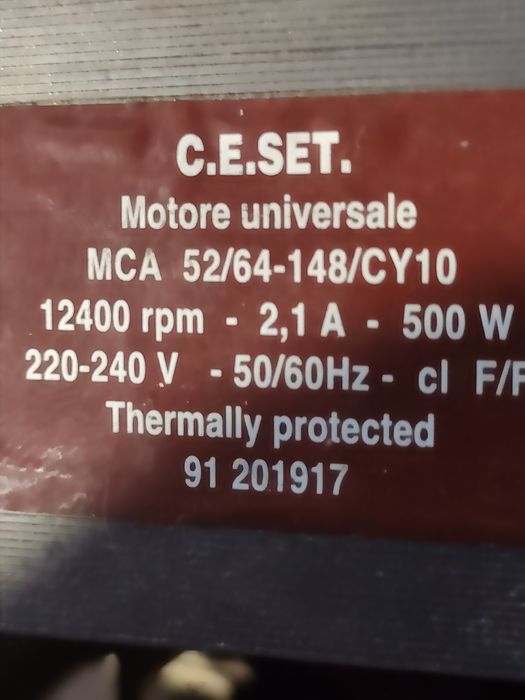 C.E.SET.
Motore universale
MCA 52/64-148/CY10
12400 rpm - 2,1 A - 500 W
220-240 V - 50/60Hz - cl F/F
Thermally protected
91 201917